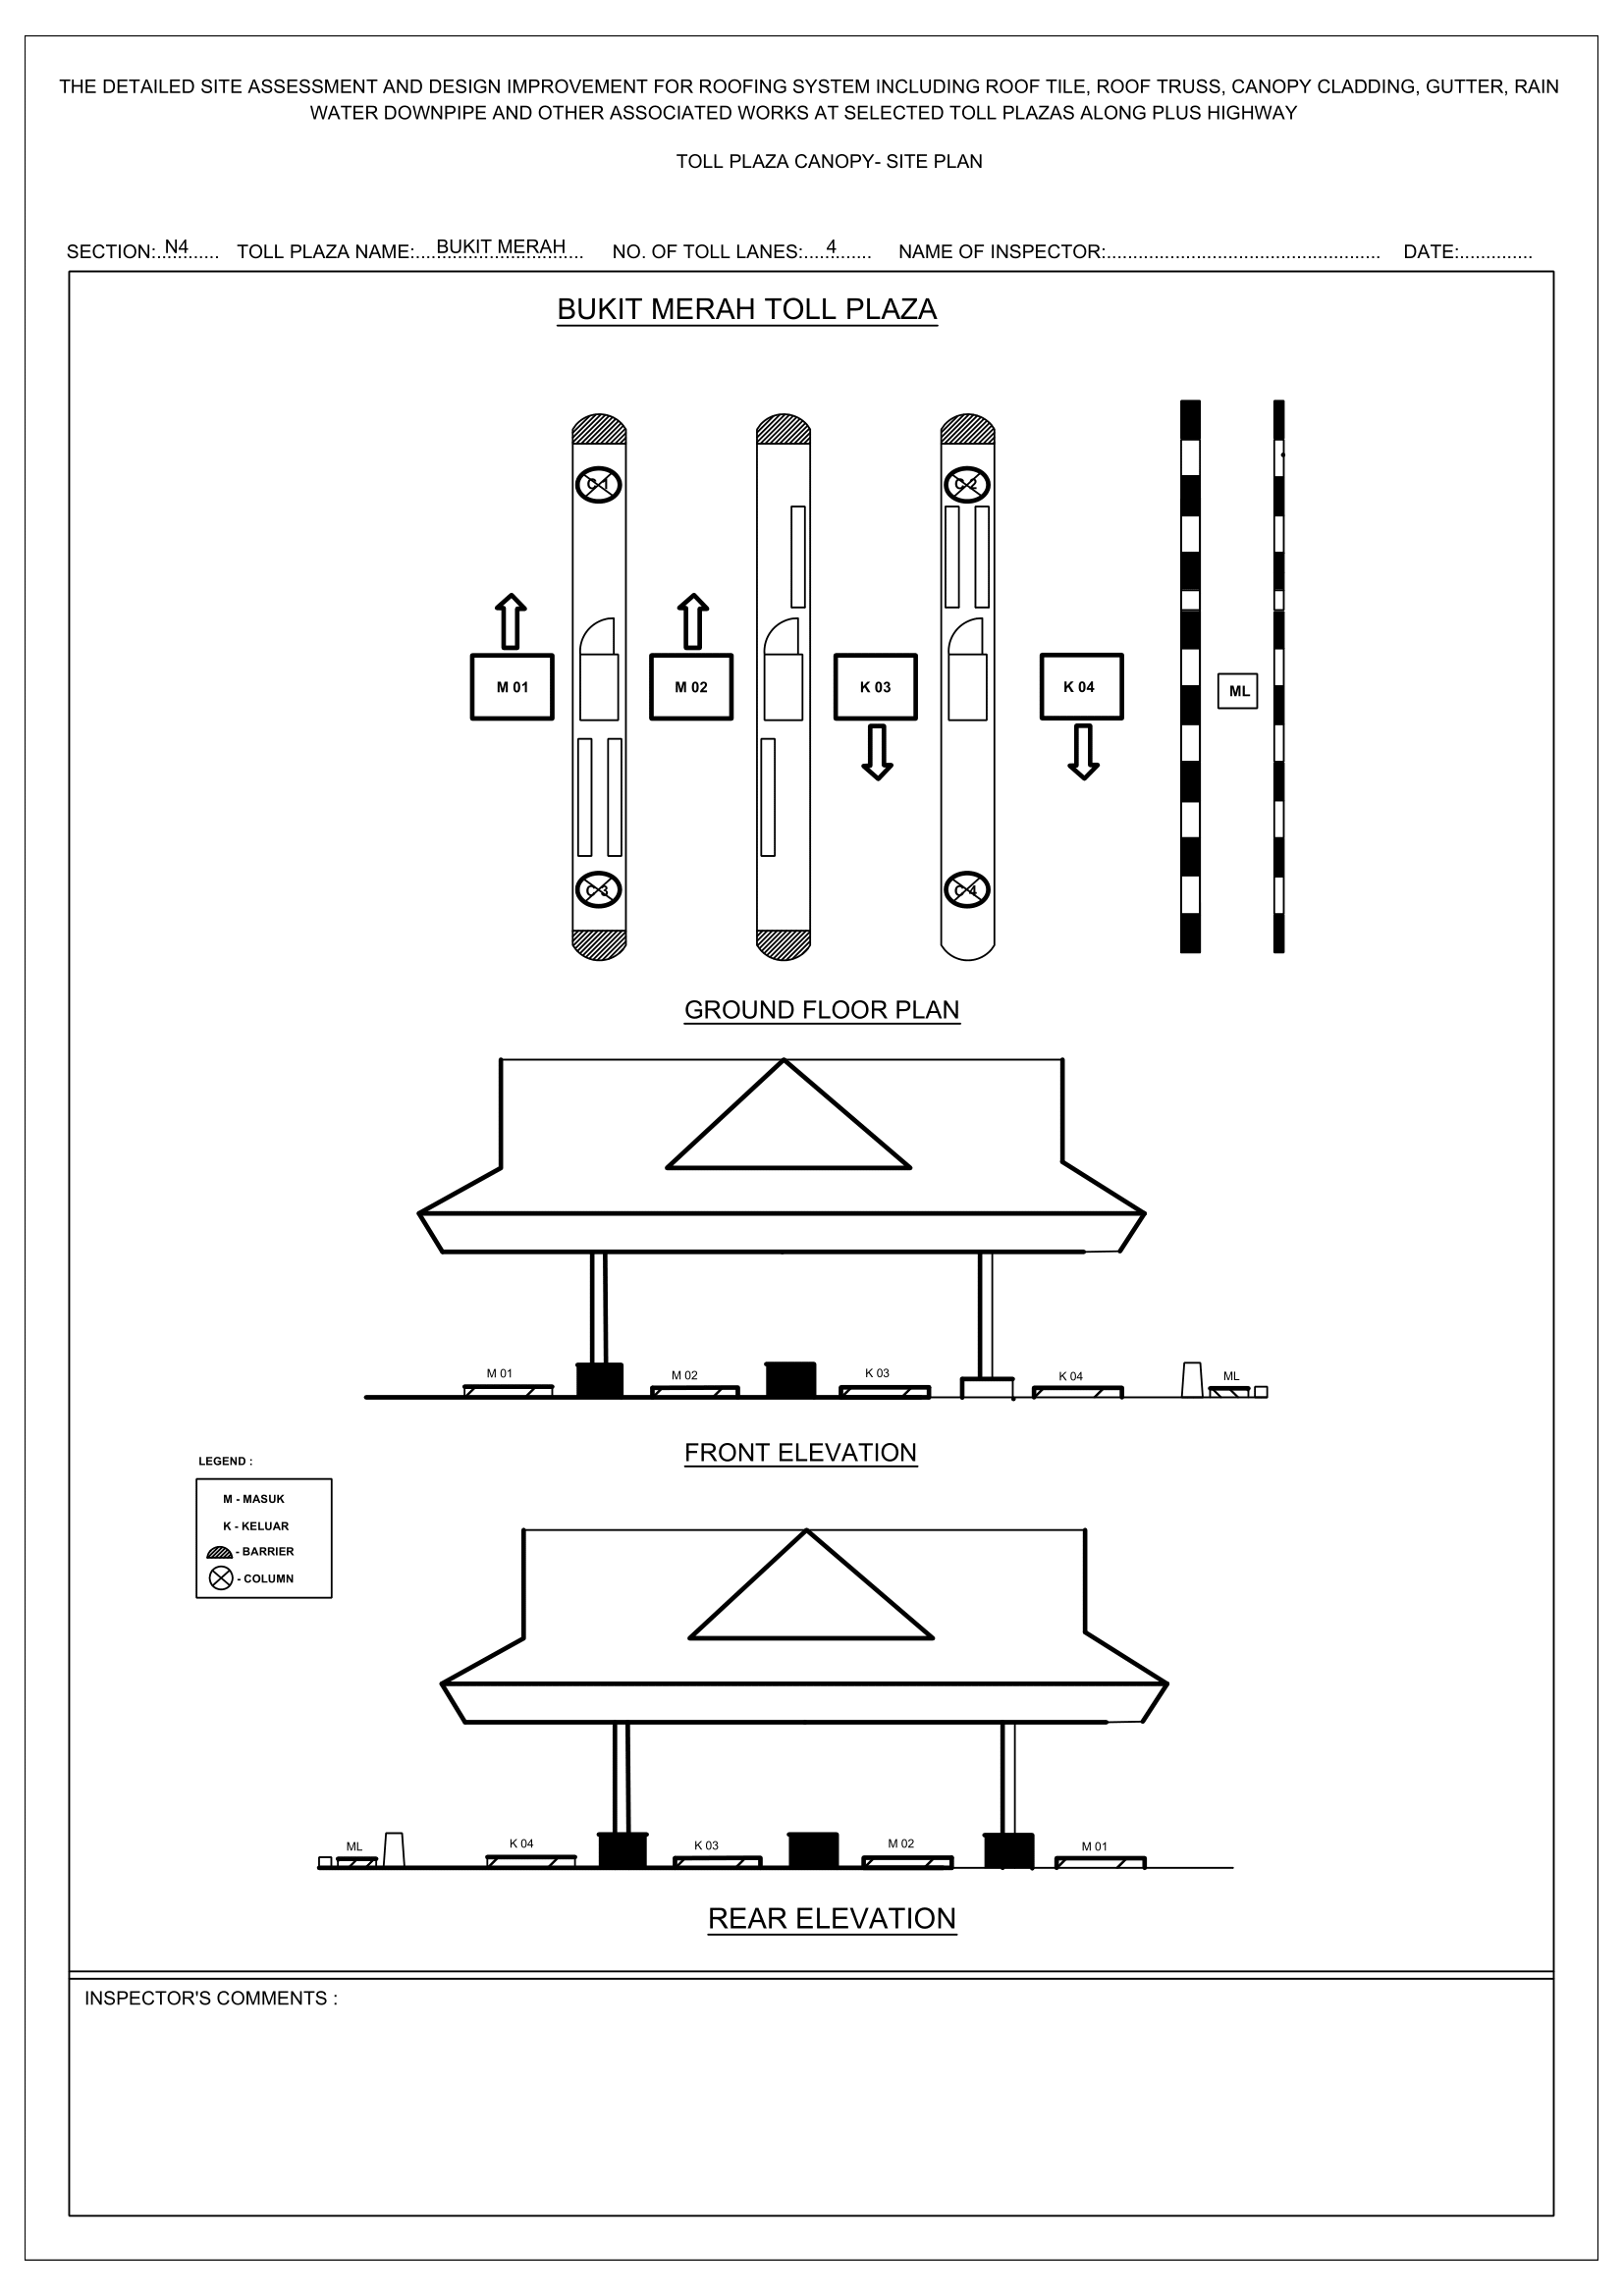 THE DETAILED SITE ASSESSMENT AND DESIGN IMPROVEMENT FOR ROOFING SYSTEM INCLUDING ROOF TILE, ROOF TRUSS, CANOPY CLADDING, GUTTER, RAIN
WATER DOWNPIPE AND OTHER ASSOCIATED WORKS AT SELECTED TOLL PLAZAS ALONG PLUS HIGHWAY
TOLL PLAZA CANOPY- SITE PLAN
SECTION: N4 TOLL PLAZA NAME: BUKIT MERAH NO. OF TOLL LANES: 4 NAME OF INSPECTOR: DATE:
BUKIT MERAH TOLL PLAZA
C 1 C 2
M 01 M 02 K 03 K 04 ML
C 3 C 4
GROUND FLOOR PLAN
M 01 M 02 K 03 K 04 ML
FRONT ELEVATION
LEGEND :
M - MASUK
K - KELUAR
- BARRIER
- COLUMN
ML K 04 K 03 M 02 M 01
REAR ELEVATION
INSPECTOR'S COMMENTS :